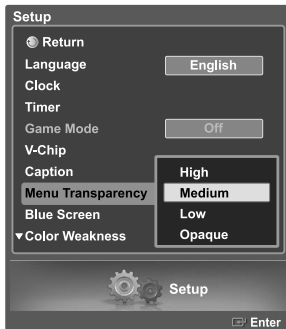 Setup
Return
Language English
Clock
Timer
Game Mode Off
V-Chip
Caption High
Menu Transparency Medium
Blue Screen Low
▼Color Weakness Opaque
Setup
Enter